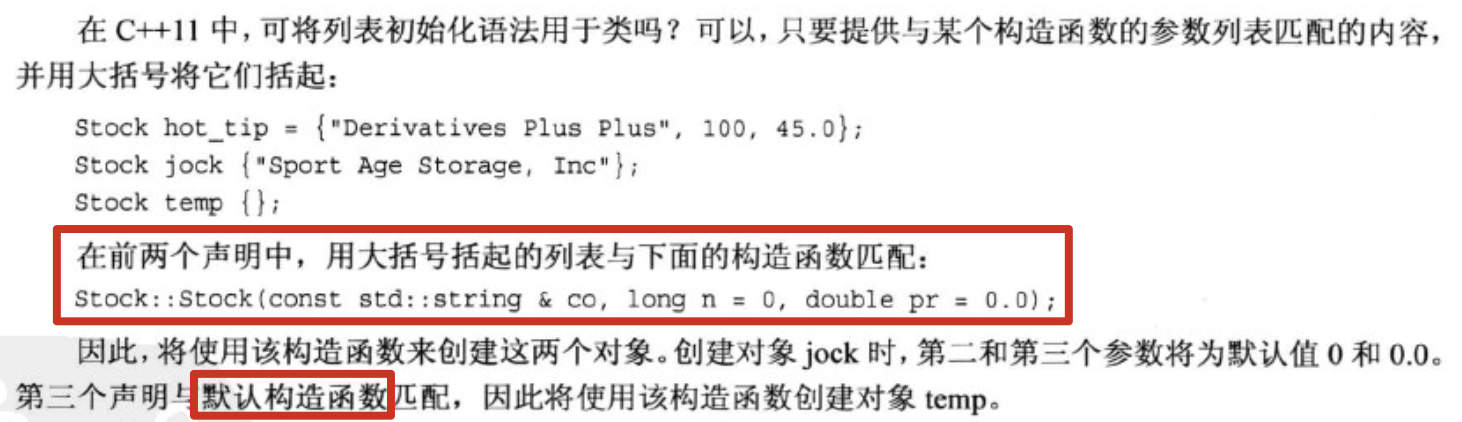 在 C++11 中，可将列表初始化语法用于类吗？可以，只要提供与某个构造函数的参数列表匹配的内容，
并用大括号将它们括起：
Stock hot_tip = {"Derivatives Plus Plus", 100, 45.0};
Stock jock {"Sport Age Storage, Inc"};
Stock temp {};
在前两个声明中，用大括号括起的列表与下面的构造函数匹配：
Stock::Stock(const std::string & co, long n = 0, double pr = 0.0);
因此，将使用该构造函数来创建这两个对象。创建对象 jock 时，第二和第三个参数将为默认值 0 和 0.0。
第三个声明与默认构造函数匹配，因此将使用该构造函数创建对象 temp。